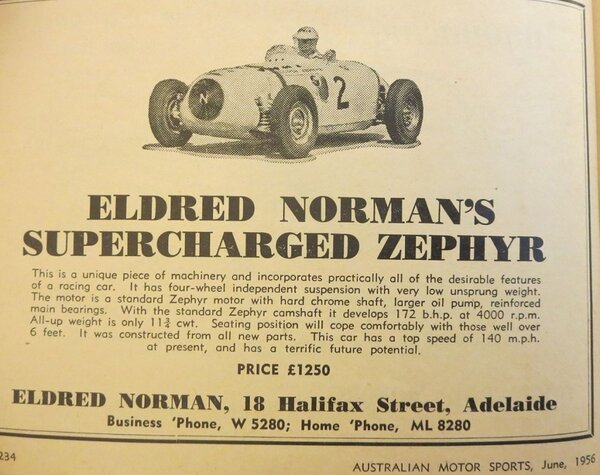 N
2
ELDRED NORMAN'S
SUPERCHARGED ZEPHYR
This is a unique piece of machinery and incorporates practically all of the desirable features
of a racing car. It has four-wheel independent suspension with very low unsprung weight.
The motor is a standard Zephyr motor with hard chrome shaft, larger oil pump, reinforced
main bearings. With the standard Zephyr camshaft it develops 172 b.h.p. at 4000 r.p.m.
All-up weight is only 11¾ cwt. Seating position will cope comfortably with those well over
6 feet. It was constructed from all new parts. This car has a top speed of 140 m.p.h.
at present, and has a terrific future potential.
PRICE £1250
ELDRED NORMAN, 18 Halifax Street, Adelaide
Business 'Phone, W 5280; Home 'Phone, ML 8280
234
AUSTRALIAN MOTOR SPORTS, June, 1956